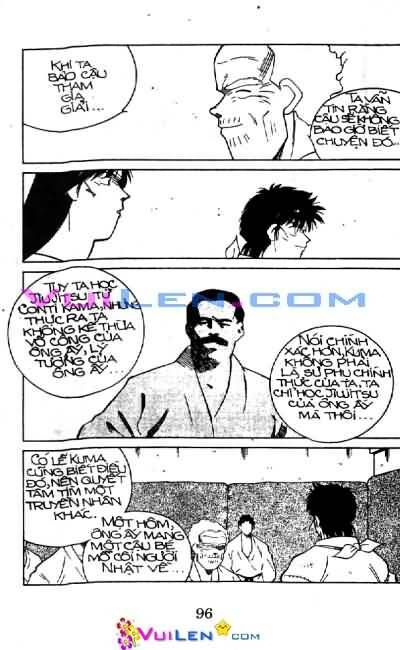 KHI TA
BẢO CẬU
THAM
GIA
GIẢI...
TA VẪN
TIN RẰNG
CẬU SẼ KHÔNG
BAO GIỜ BIẾT
CHUYỆN ĐÓ...
TUY TA HỌC
JIUJITSU TỪ
CONTI KAMA, NHƯNG
THỰC RA TA
KHÔNG KẾ THỪA
VÕ CÔNG CỦA
ÔNG ẤY, LÝ
TƯỞNG CỦA
ÔNG ẤY...
VUILEN.COM
NÓI CHÍNH
XÁC HƠN, KUMA
KHÔNG PHẢI
LÀ SƯ PHỤ CHÍNH
THỨC CỦA TA, TA
CHỈ HỌC JIUJITSU
CỦA ÔNG ẤY
MÀ THÔI...
CÓ LẼ KUMA
CŨNG BIẾT ĐIỀU
ĐÓ, NÊN QUYẾT
TÂM TÌM MỘT
TRUYỀN NHÂN
KHÁC.
MỘT HÔM,
ÔNG ẤY MANG
MỘT CẬU BÉ
MỒ CÔI NGƯỜI
NHẬT VỀ...
96
VUILEN.COM